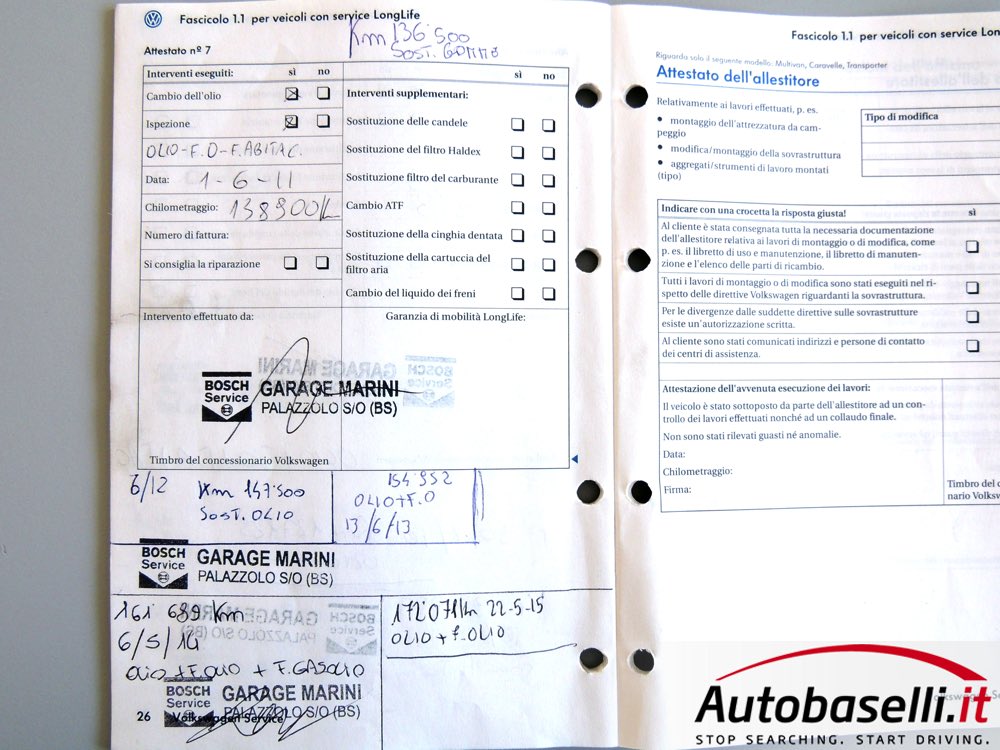 Fascicolo 1.1 per veicoli con service LongLife
Km 136'500
SOST. GOMME
Attestato nº 7
Interventi eseguiti: sì no
Cambio dell'olio
Ispezione
OLIO-F.O-F.ABITAC.
Data: 1-6-11
Chilometraggio: 138900
Numero di fattura:
Si consiglia la riparazione
sì no
Interventi supplementari:
Sostituzione delle candele
Sostituzione del filtro Haldex
Sostituzione filtro del carburante
Cambio ATF
Sostituzione della cinghia dentata
Sostituzione della cartuccia del
filtro aria
Cambio del liquido dei freni
Intervento effettuato da:
Garanzia di mobilità LongLife:
BOSCH
Service
GARAGE MARINI
PALAZZOLO S/O (BS)
Timbro del concessionario Volkswagen
6/12 Km 147'500
SOST. OLIO
154'952
OLIO+F.O
13/6/13
BOSCH
Service
GARAGE MARINI
PALAZZOLO S/O (BS)
161'689 Km
6/5/14
OLIO + F.OLIO + F.GASOLIO
BOSCH
Service
GARAGE MARINI
PALAZZOLO S/O (BS)
172'071Km 22-5-15
OLIO + F.OLIO
26 Volkswagen Service
Fascicolo 1.1 per veicoli con service
Riguarda solo il seguente modello: Multivan, Caravelle, Transporter
Attestato dell'allestitore
Relativamente ai lavori effettuati, p. es.
• montaggio dell'attrezzatura da cam-
peggio
• modifica/montaggio della sovrastruttura
• aggregati/strumenti di lavoro montati
(tipo)
Tipo di modifica
Indicare con una crocetta la risposta giusta! sì
Al cliente è stata consegnata tutta la necessaria documentazione
dell'allestitore relativa ai lavori di montaggio o di modifica, come
p. es. il libretto di uso e manutenzione, il libretto di manuten-
zione e l'elenco delle parti di ricambio.
Tutti i lavori di montaggio o di modifica sono stati eseguiti nel ri-
spetto delle direttive Volkswagen riguardanti la sovrastruttura.
Per le divergenze dalle suddette direttive sulle sovrastrutture
esiste un'autorizzazione scritta.
Al cliente sono stati comunicati indirizzi e persone di contatto
dei centri di assistenza.
Attestazione dell'avvenuta esecuzione dei lavori:
Il veicolo è stato sottoposto da parte dell'allestitore ad un con-
trollo dei lavori effettuati nonché ad un collaudo finale.
Non sono stati rilevati guasti né anomalie.
Data:
Chilometraggio:
Firma:
Timbro del
nario
Autobaselli.it
STOP SEARCHING. START DRIVING.